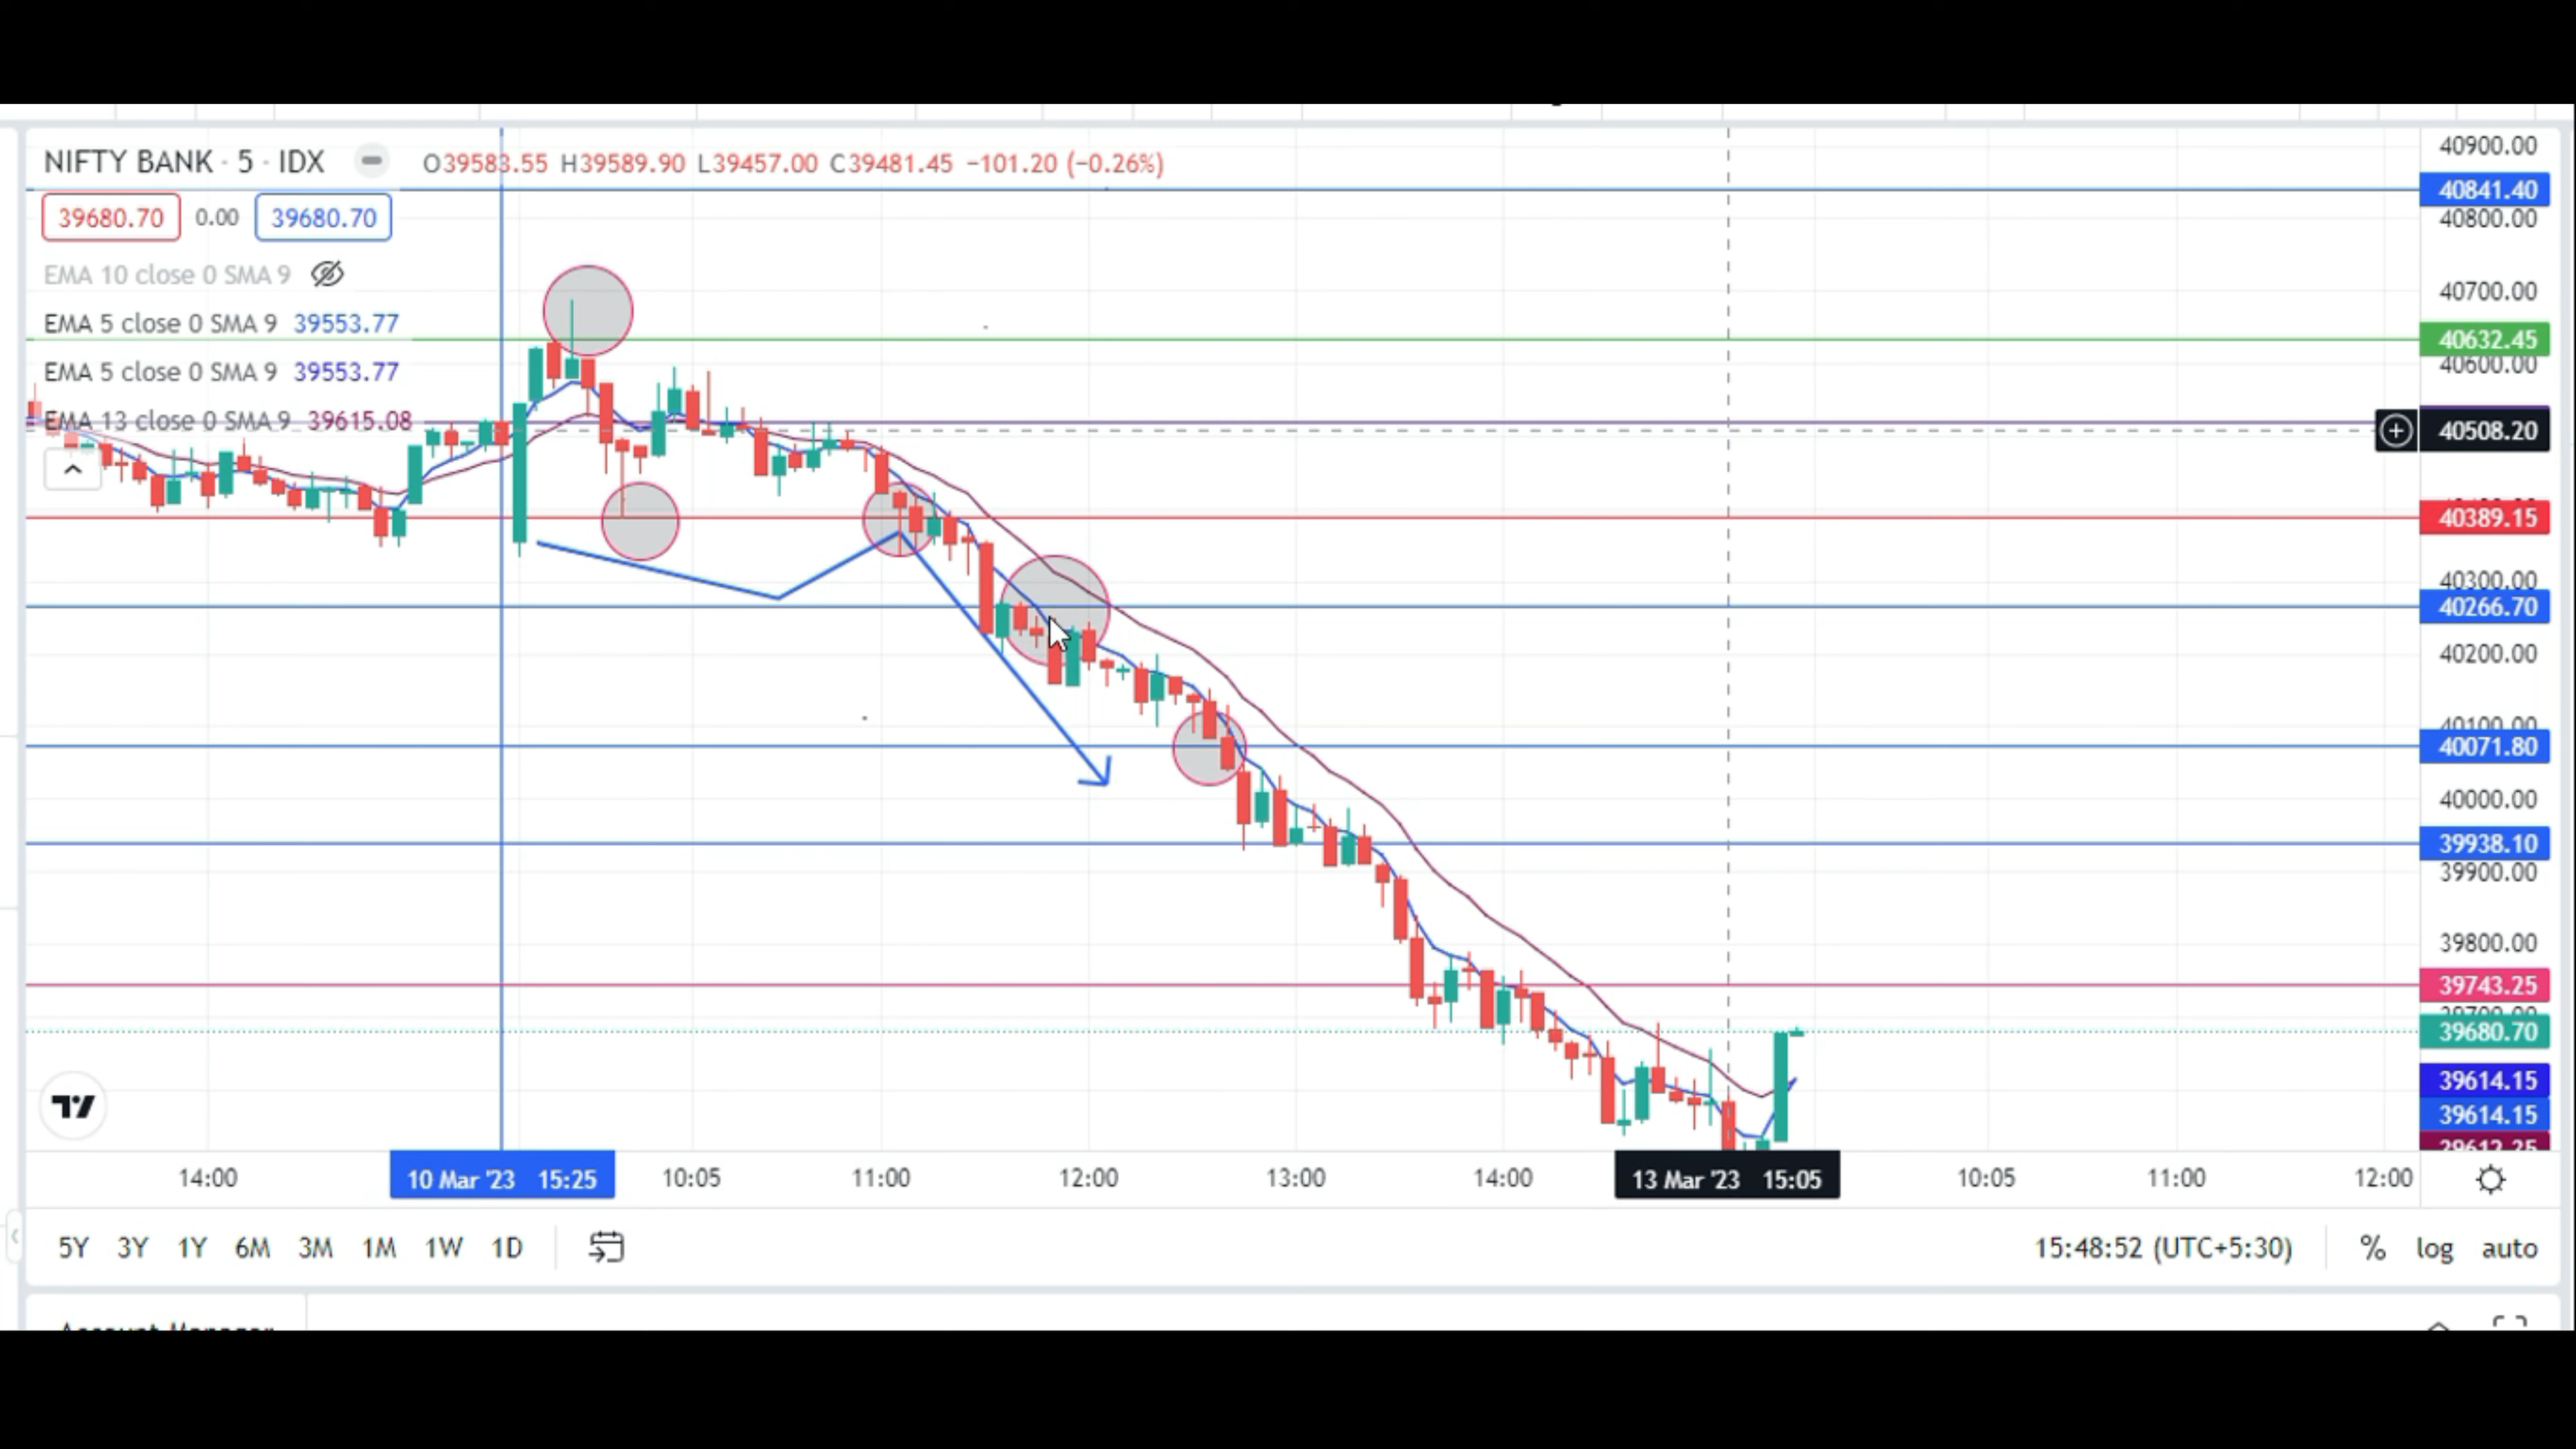 NIFTY BANK · 5 · IDX O39583.55 H39589.90 L39457.00 C39481.45 −101.20 (−0.26%)
39680.70 0.00 39680.70
EMA 10 close 0 SMA 9
EMA 5 close 0 SMA 9 39553.77
EMA 5 close 0 SMA 9 39553.77
EMA 13 close 0 SMA 9 39615.08
40900.00
40841.40
40800.00
40700.00
40632.45
40600.00
40508.20
40389.15
40300.00
40266.70
40200.00
40100.00
40071.80
40000.00
39938.10
39900.00
39800.00
39743.25
39680.70
39614.15
39614.15
14:00 10 Mar '23 15:25 10:05 11:00 12:00 13:00 14:00 13 Mar '23 15:05 10:05 11:00 12:00
5Y 3Y 1Y 6M 3M 1M 1W 1D 15:48:52 (UTC+5:30) % log auto
Account Manager